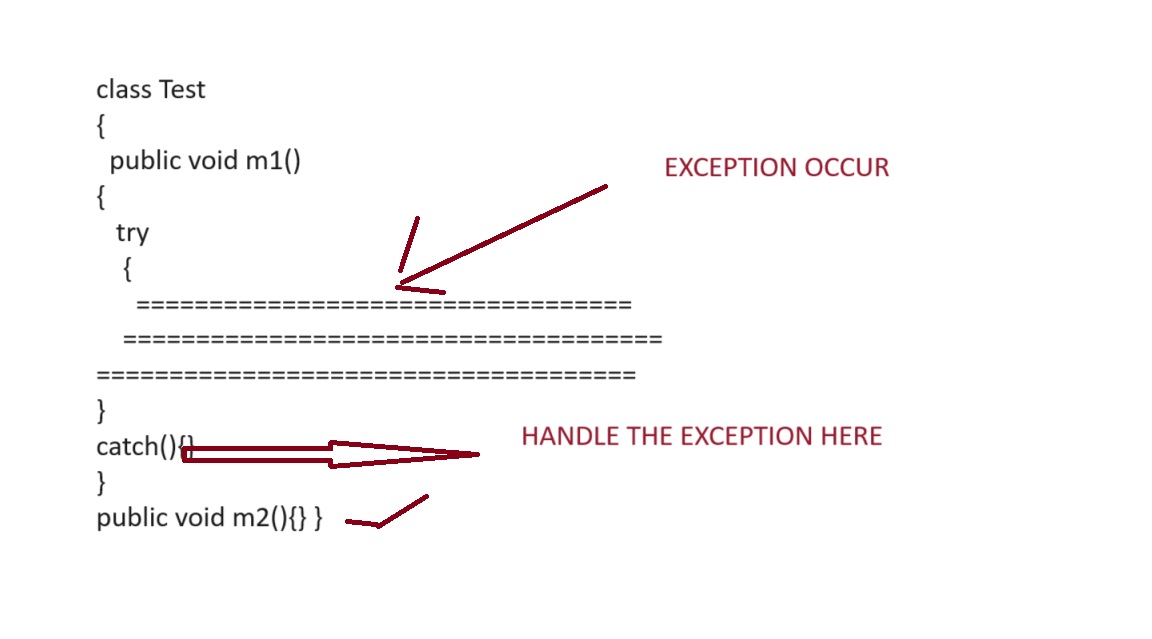 class Test
{
public void m1()
EXCEPTION OCCUR
{
try
{
==================================
=====================================
=====================================
}
HANDLE THE EXCEPTION HERE
catch(){}
}
public void m2(){} }